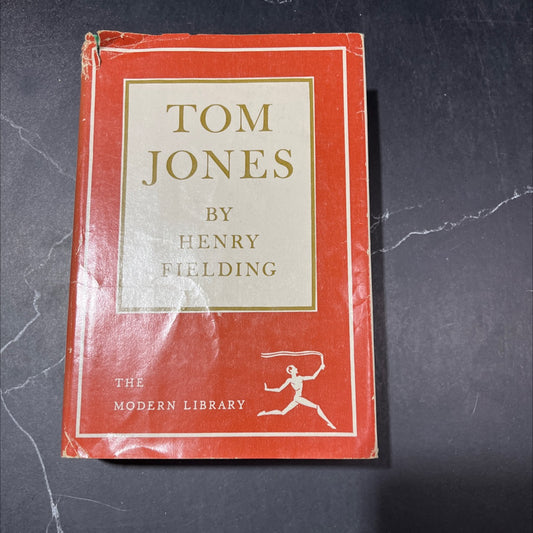 TOM
JONES
BY
HENRY
FIELDING
THE
MODERN LIBRARY